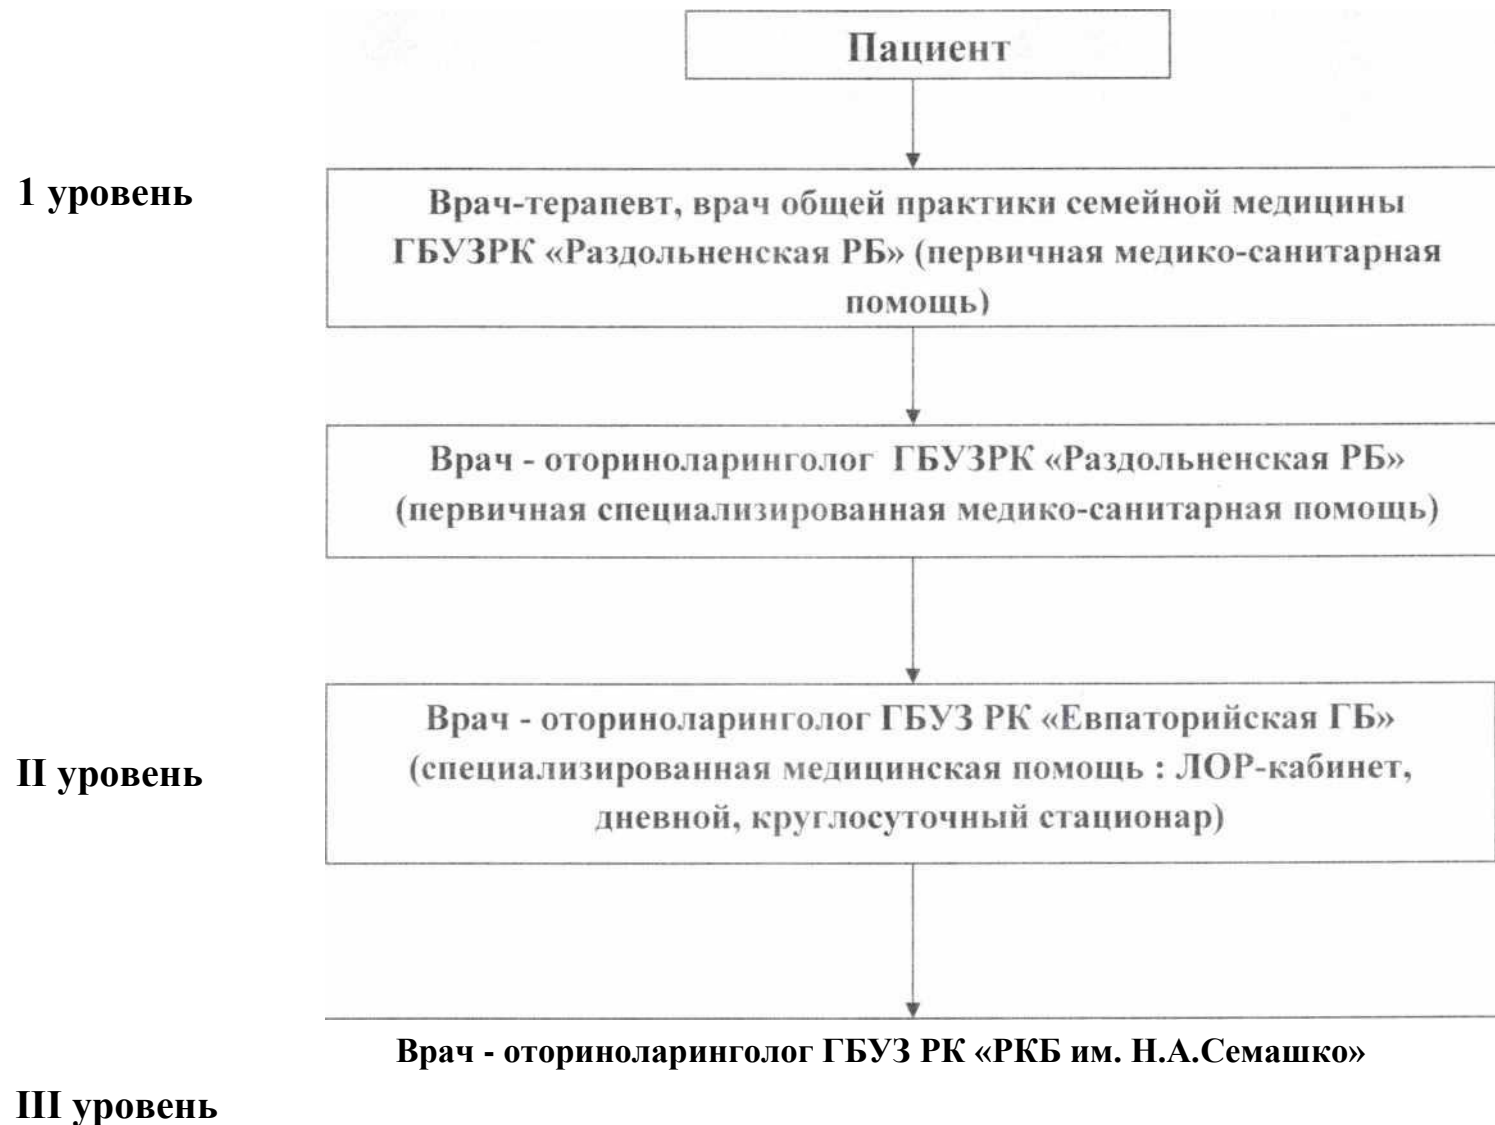 Пациент
1 уровень
Врач-терапевт, врач общей практики семейной медицины
ГБУЗРК «Раздольненская РБ» (первичная медико-санитарная
помощь)
Врач - оториноларинголог ГБУЗРК «Раздольненская РБ»
(первичная специализированная медико-санитарная помощь)
Врач - оториноларинголог ГБУЗ РК «Евпаторийская ГБ»
(специализированная медицинская помощь : ЛОР-кабинет,
II уровень
дневной, круглосуточный стационар)
Врач - оториноларинголог ГБУЗ РК «РКБ им. Н.А.Семашко»
III уровень